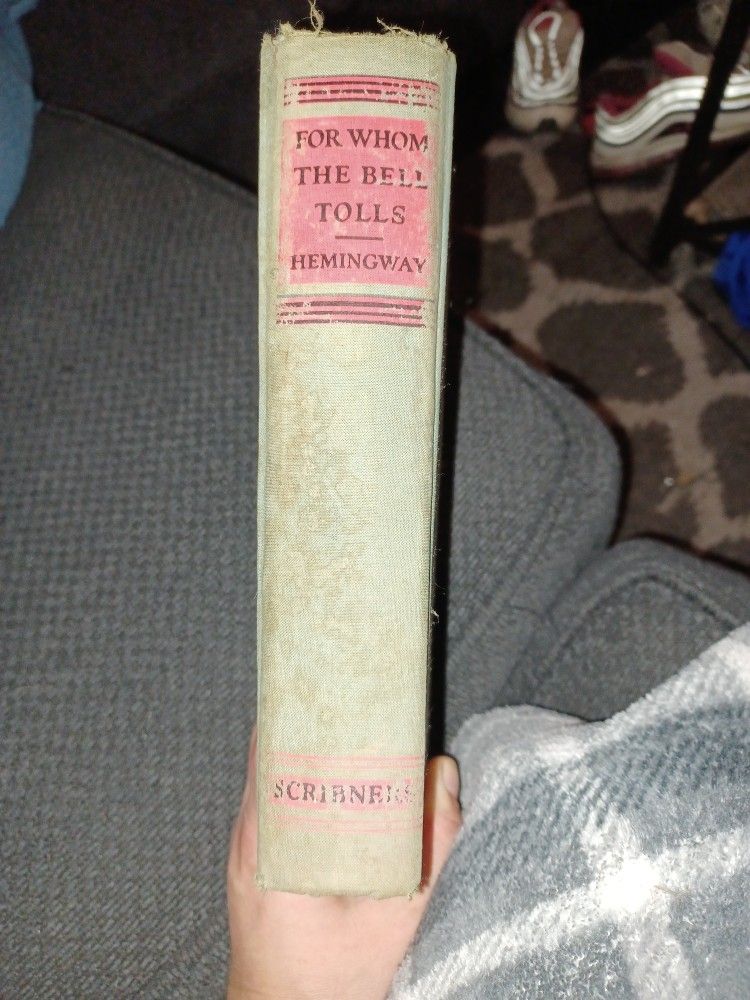 FOR WHOM
THE BELL
TOLLS
HEMINGWAY
SCRIBNERS